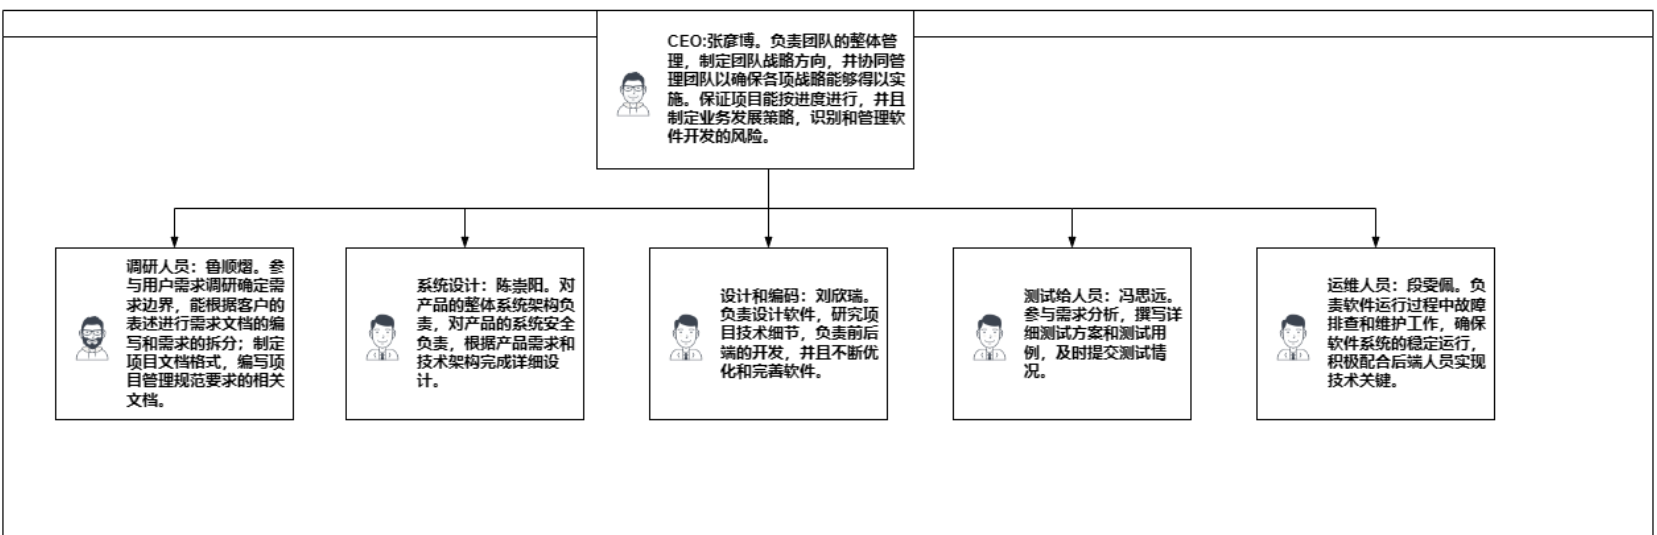 CEO:张彦博。负责团队的整体管
理，制定团队战略方向，并协同管
理团队以确保各项战略能够得以实
施。保证项目能按进度进行，并且
制定业务发展策略，识别和管理软
件开发的风险。
调研人员：鲁顺熠。参
与用户需求调研确定需
求边界，能根据客户的
表述进行需求文档的编
写和需求的拆分；制定
项目文档格式，编写项
目管理规范要求的相关
文档。
系统设计：陈崇阳。对
产品的整体系统架构负
责，对产品的系统安全
负责，根据产品需求和
技术架构完成详细设
计。
设计和编码：刘欣瑞。
负责设计软件，研究项
目技术细节，负责前后
端的开发，并且不断优
化和完善软件。
测试给人员：冯思远。
参与需求分析，撰写详
细测试方案和测试用
例，及时提交测试情
况。
运维人员：段雯佩。负
责软件运行过程中故障
排查和维护工作，确保
软件系统的稳定运行，
积极配合后端人员实现
技术关键。